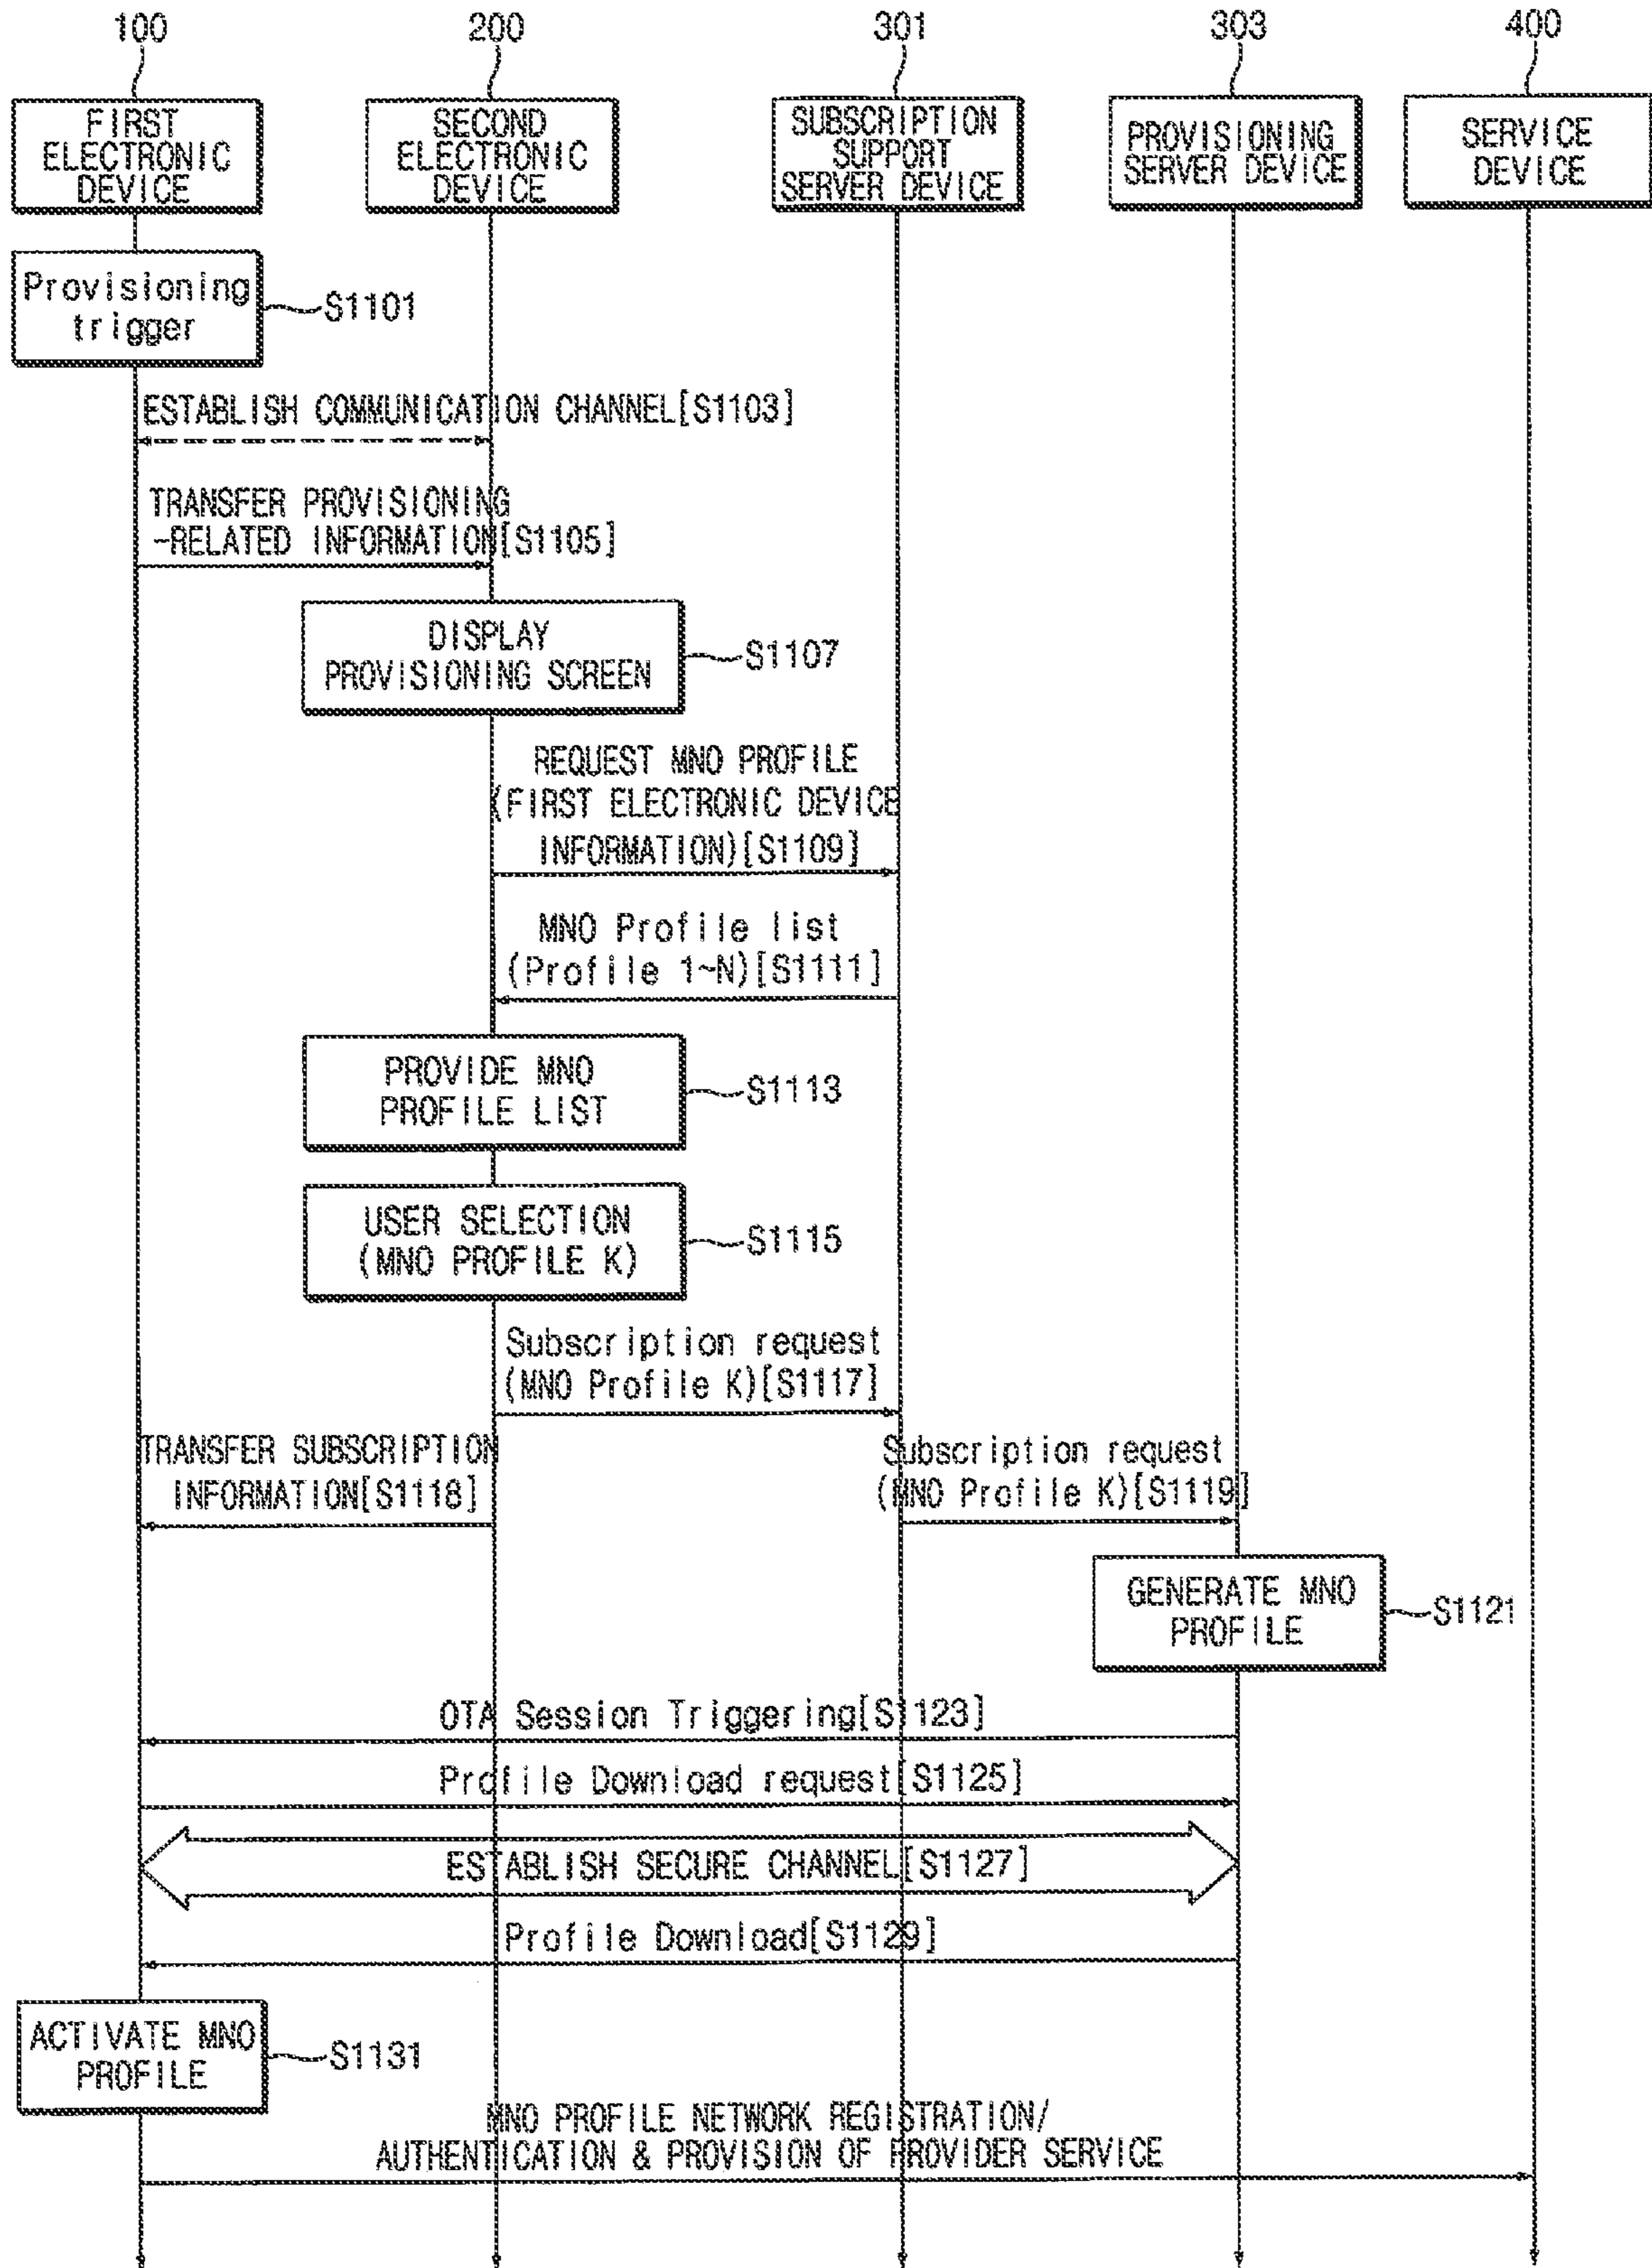 100
200
301
303
400
FIRST
ELECTRONIC
DEVICE
SECOND
ELECTRONIC
DEVICE
SUBSCRIPTION
SUPPORT
SERVER DEVICE
PROVISIONING
SERVER DEVICE
SERVICE
DEVICE
Provisioning
trigger
S1101
ESTABLISH COMMUNICATION CHANNEL[S1103]
TRANSFER PROVISIONING
-RELATED INFORMATION[S1105]
DISPLAY
PROVISIONING SCREEN
S1107
REQUEST MNO PROFILE
(FIRST ELECTRONIC DEVICE
INFORMATION)[S1109]
MNO Profile list
(Profile 1~N)[S1111]
PROVIDE MNO
PROFILE LIST
S1113
USER SELECTION
(MNO PROFILE K)
S1115
Subscription request
(MNO Profile K)[S1117]
TRANSFER SUBSCRIPTION
INFORMATION[S1118]
Subscription request
(MNO Profile K)[S1119]
GENERATE MNO
PROFILE
S1121
OTA Session Triggering[S1123]
Profile Download request[S1125]
ESTABLISH SECURE CHANNEL[S1127]
Profile Download[S1129]
ACTIVATE MNO
PROFILE
S1131
MNO PROFILE NETWORK REGISTRATION/
AUTHENTICATION & PROVISION OF PROVIDER SERVICE